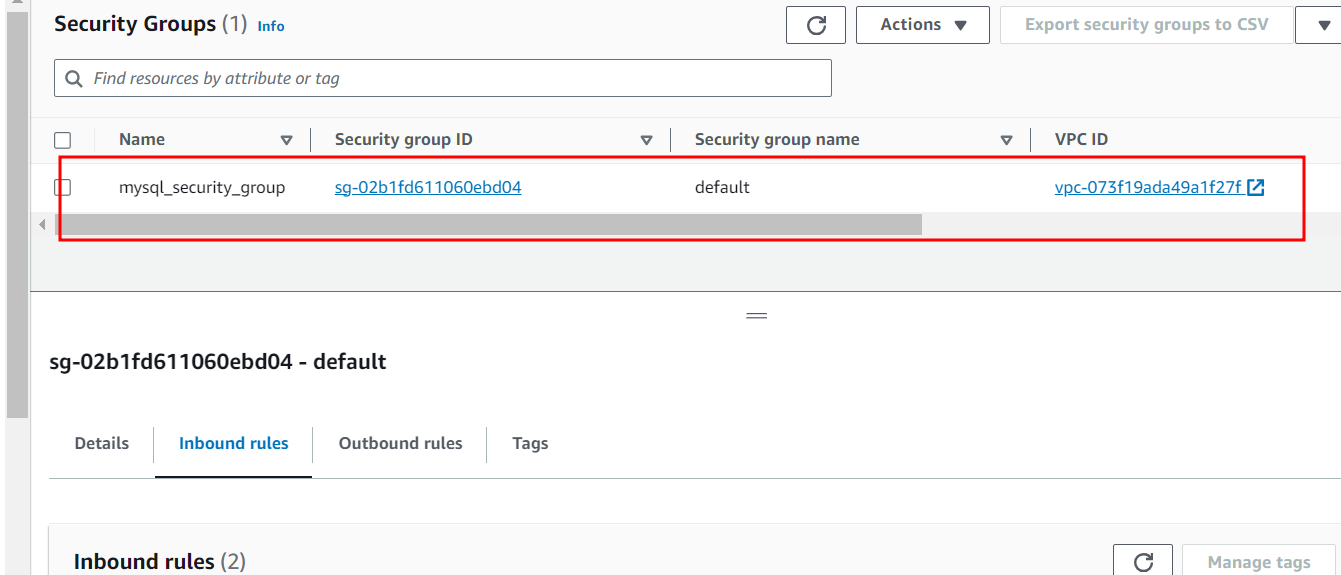 Security Groups (1) Info
Actions
Export security groups to CSV
Find resources by attribute or tag
Name Security group ID Security group name VPC ID
mysql_security_group sg-02b1fd611060ebd04 default vpc-073f19ada49a1f27f
sg-02b1fd611060ebd04 - default
Details Inbound rules Outbound rules Tags
Inbound rules (2) Manage tags